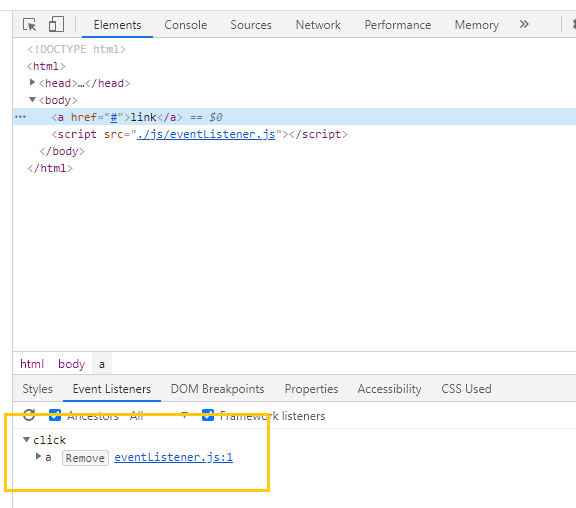 Elements Console Sources Network Performance Memory »
<!DOCTYPE html>
<html>
<head>…</head>
<body>
<a href="#">link</a> == $0
<script src="./js/eventListener.js"></script>
</body>
</html>
html body a
Styles Event Listeners DOM Breakpoints Properties Accessibility CSS Used
Ancestors All Framework listeners
click
a Remove eventListener.js:1